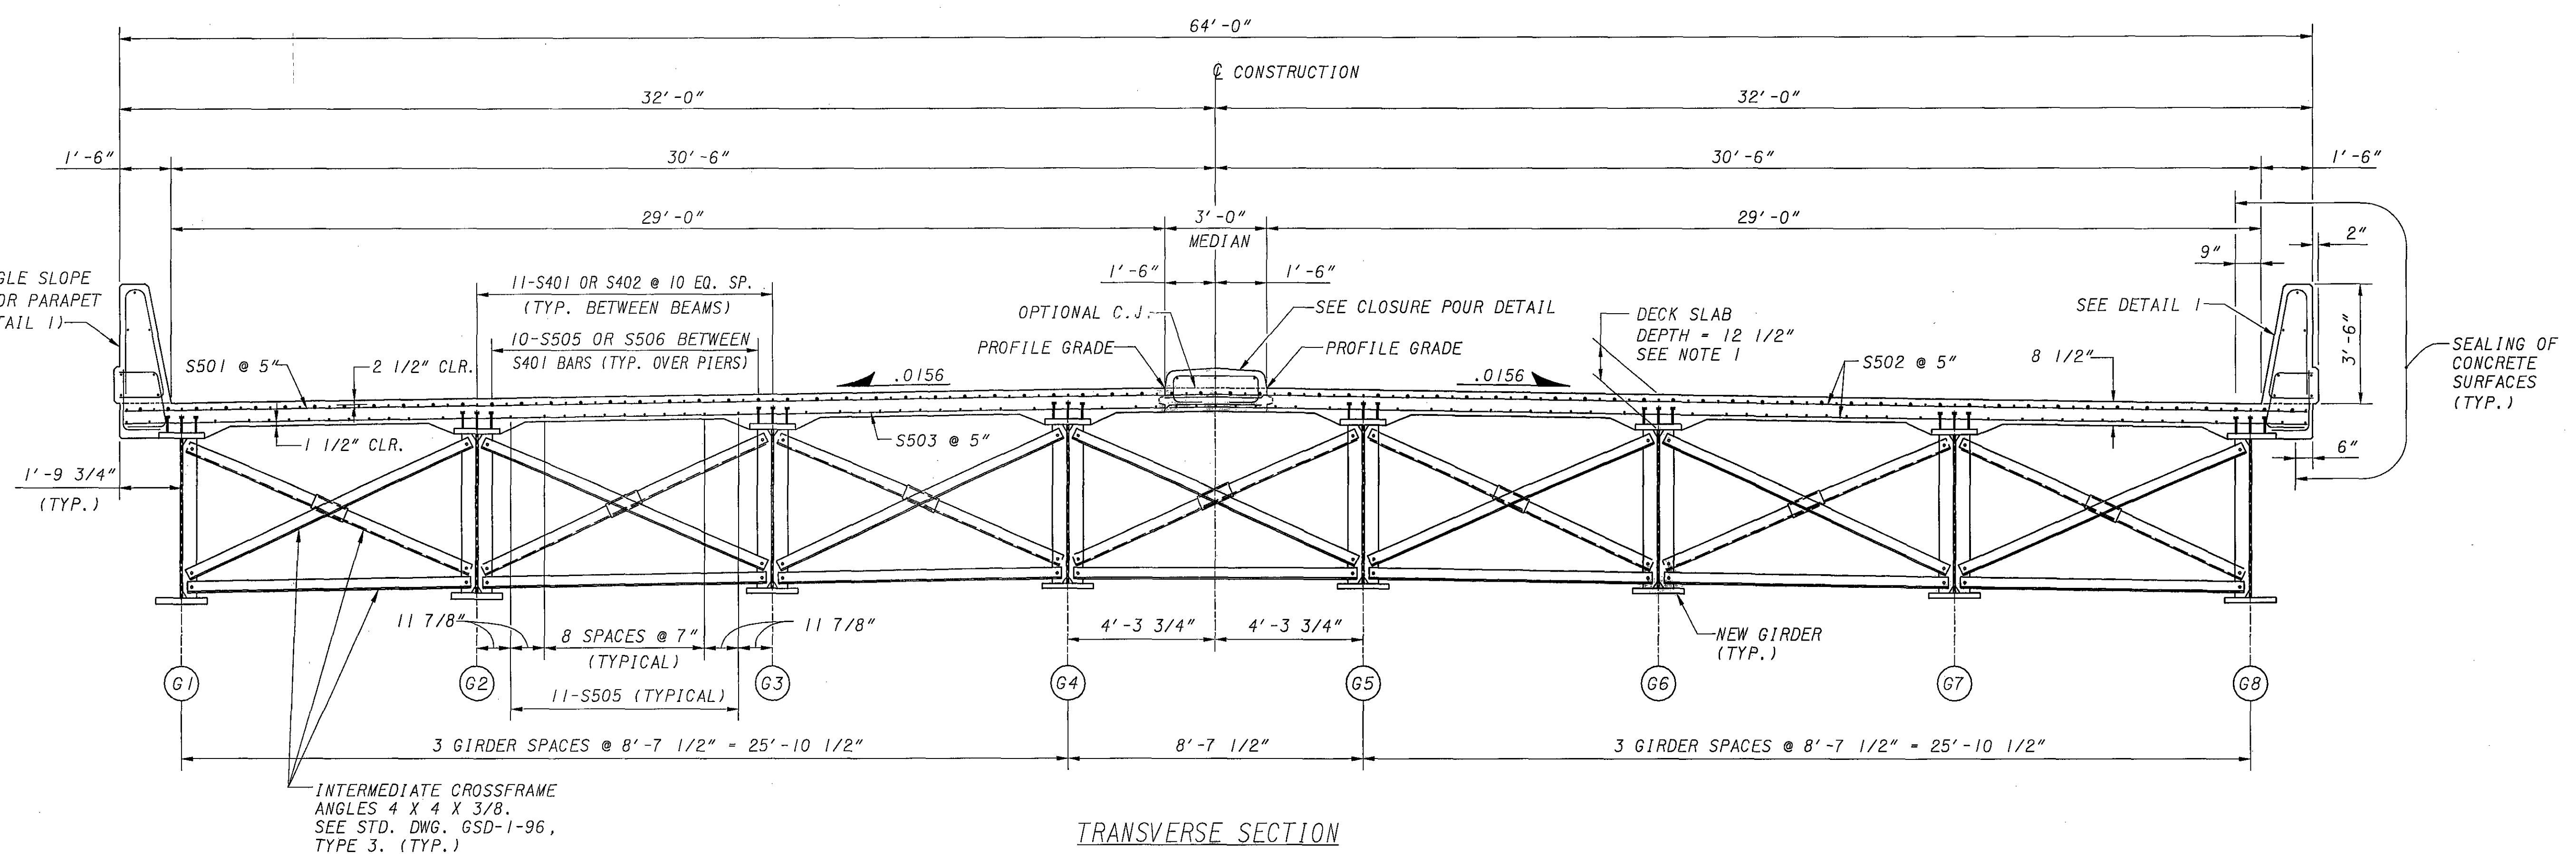 64'-0"
℄ CONSTRUCTION
32'-0" 32'-0"
1'-6" 30'-6" 30'-6" 1'-6"
29'-0" 3'-0" 29'-0"
MEDIAN
2"
9"
1'-6" 1'-6"
GLE SLOPE
OR PARAPET
TAIL 1)
11-S401 OR S402 @ 10 EQ. SP.
(TYP. BETWEEN BEAMS)
10-S505 OR S506 BETWEEN
S401 BARS (TYP. OVER PIERS)
OPTIONAL C.J.
SEE CLOSURE POUR DETAIL
DECK SLAB
DEPTH = 12 1/2"
SEE NOTE 1
SEE DETAIL 1
3'-6"
PROFILE GRADE
PROFILE GRADE
S501 @ 5"
2 1/2" CLR.
.0156
.0156
S502 @ 5"
8 1/2"
SEALING OF
CONCRETE
SURFACES
(TYP.)
1 1/2" CLR.
S503 @ 5"
6"
1'-9 3/4"
(TYP.)
11 7/8"
8 SPACES @ 7"
(TYPICAL)
11 7/8"
4'-3 3/4" 4'-3 3/4"
NEW GIRDER
(TYP.)
G1 G2 G3 G4 G5 G6 G7 G8
11-S505 (TYPICAL)
3 GIRDER SPACES @ 8'-7 1/2" = 25'-10 1/2"
8'-7 1/2"
3 GIRDER SPACES @ 8'-7 1/2" = 25'-10 1/2"
INTERMEDIATE CROSSFRAME
ANGLES 4 X 4 X 3/8.
SEE STD. DWG. GSD-1-96,
TYPE 3. (TYP.)
TRANSVERSE SECTION